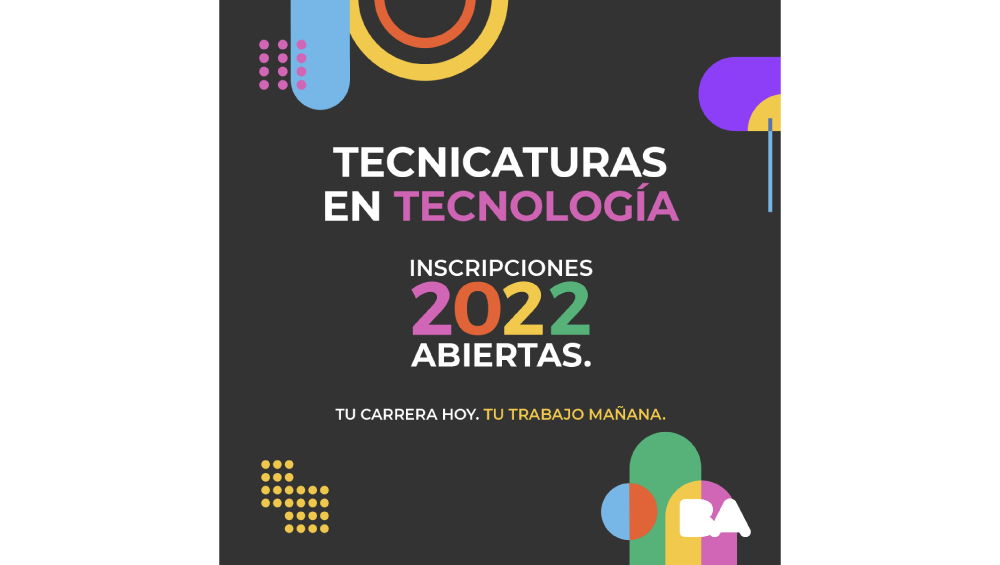 TECNICATURAS
EN TECNOLOGÍA
INSCRIPCIONES
2022
ABIERTAS.
TU CARRERA HOY. TU TRABAJO MAÑANA.
BA